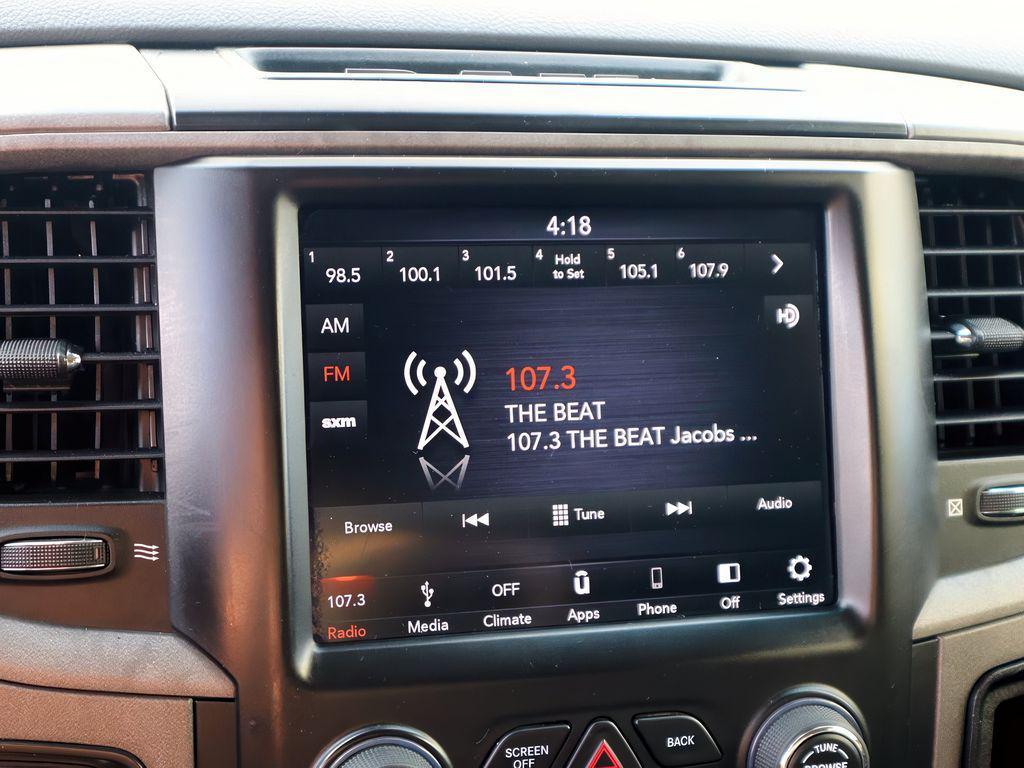 4:18
1 98.5 2 100.1 3 101.5 4 Hold to Set 5 105.1 6 107.9
HD
AM
FM
sxm
107.3
THE BEAT
107.3 THE BEAT Jacobs ...
Browse Tune Audio
107.3 OFF
Radio Media Climate Apps Phone Off Settings
SCREEN OFF
BACK
TUNE
BROWSE